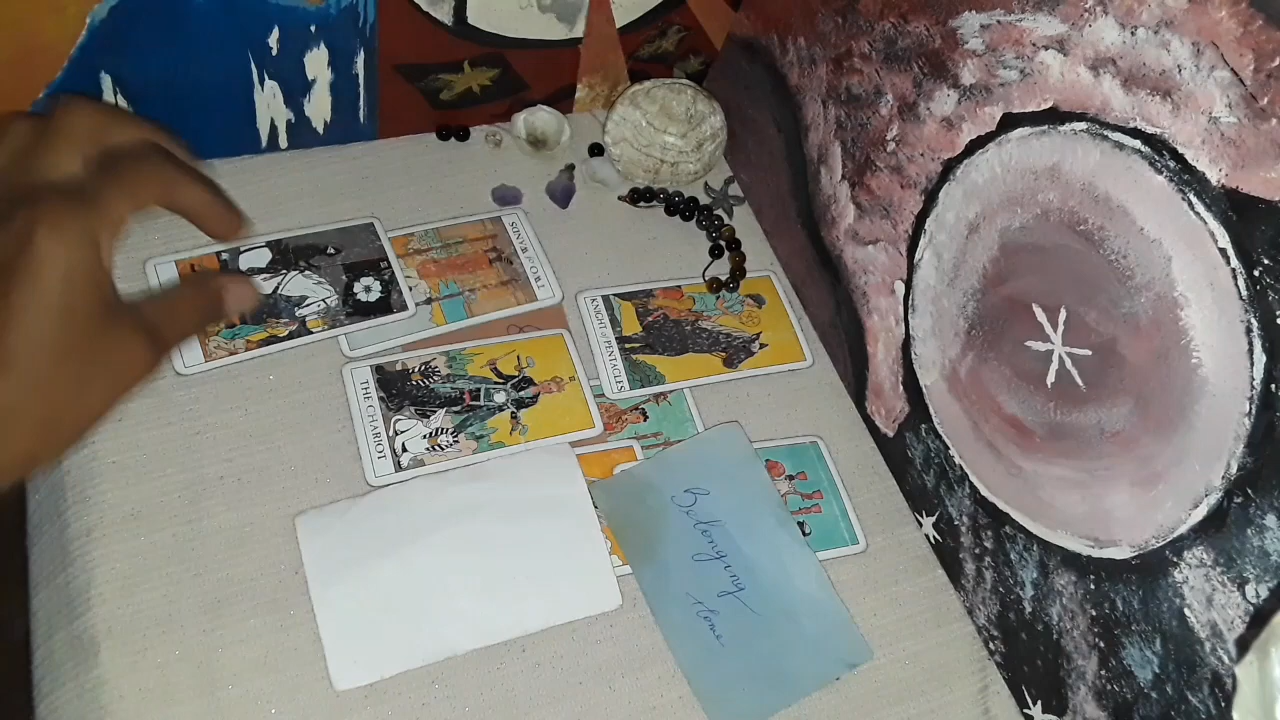 TWO of WANDS
KNIGHT of PENTACLES
THE CHARIOT
Belonging
Home